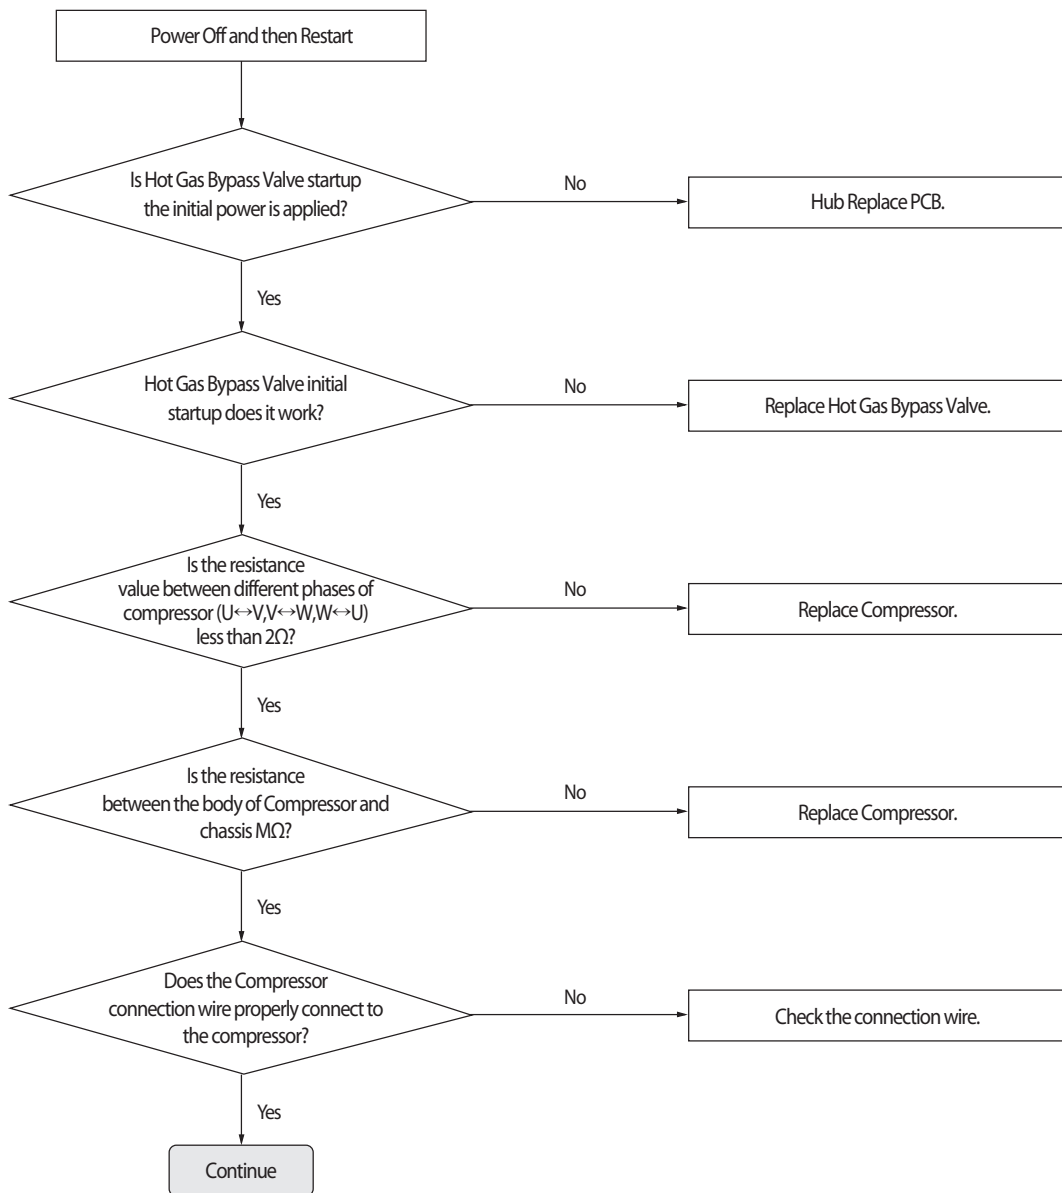 Power Off and then Restart
Is Hot Gas Bypass Valve startup
the initial power is applied?
No
Hub Replace PCB.
Yes
Hot Gas Bypass Valve initial
startup does it work?
No
Replace Hot Gas Bypass Valve.
Yes
Is the resistance
value between different phases of
compressor (U↔V,V↔W,W↔U)
less than 2Ω?
No
Replace Compressor.
Yes
Is the resistance
between the body of Compressor and
chassis MΩ?
No
Replace Compressor.
Yes
Does the Compressor
connection wire properly connect to
the compressor?
No
Check the connection wire.
Yes
Continue